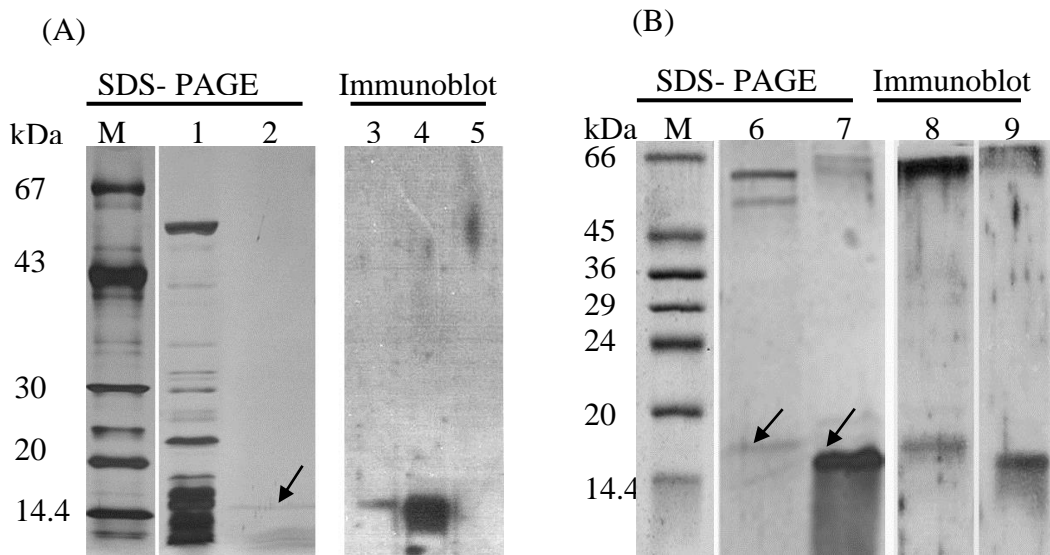 (A)
SDS- PAGE Immunoblot
kDa M 1 2 3 4 5
67
43
30
20
14.4
(B)
SDS- PAGE Immunoblot
kDa M 6 7 8 9
66
45
36
29
24
20
14.4